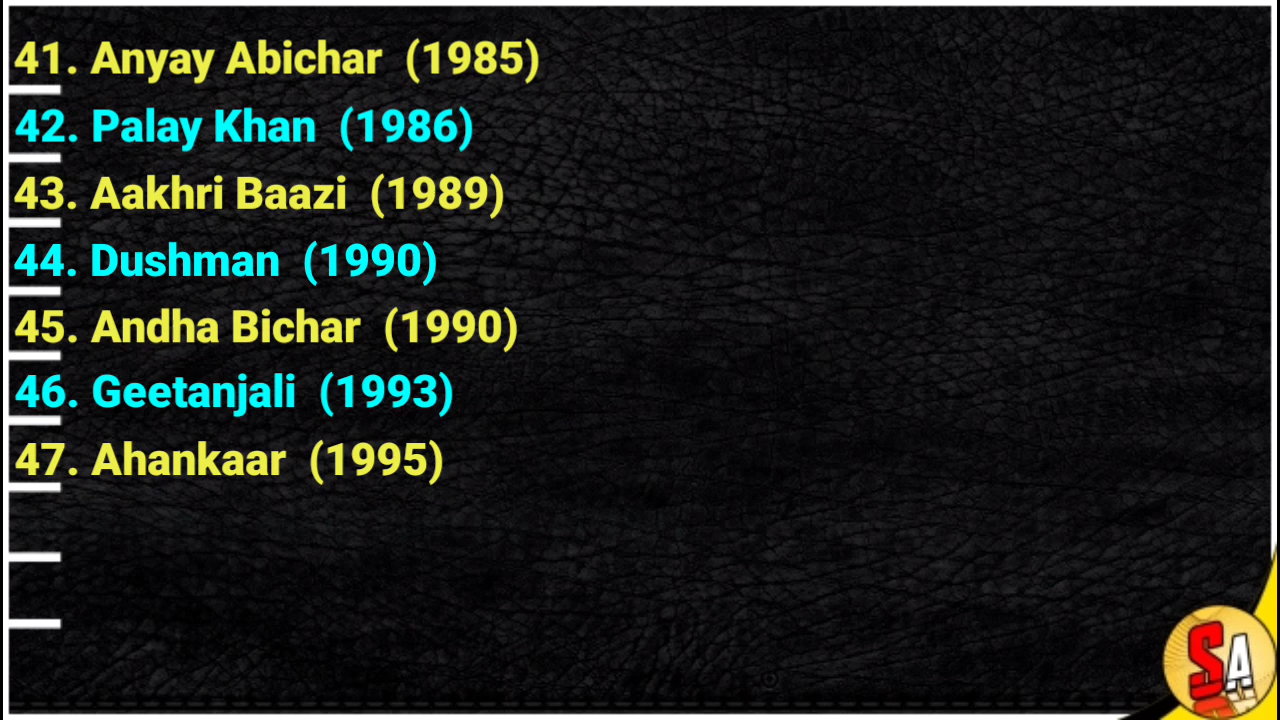 41. Anyay Abichar (1985)
42. Palay Khan (1986)
43. Aakhri Baazi (1989)
44. Dushman (1990)
45. Andha Bichar (1990)
46. Geetanjali (1993)
47. Ahankaar (1995)
SA